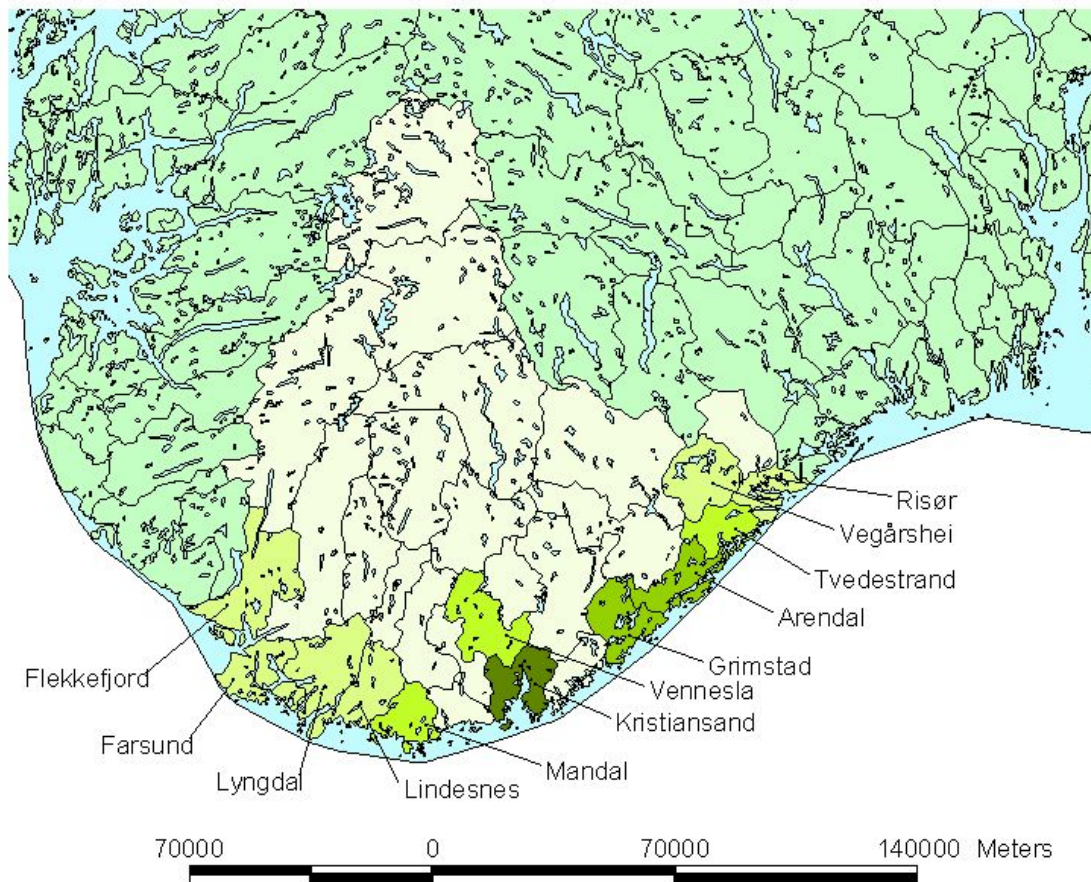 Risør
Vegårshei
Tvedestrand
Arendal
Grimstad
Vennesla
Kristiansand
Flekkefjord
Farsund
Lyngdal
Lindesnes
Mandal
70000 0 70000 140000 Meters